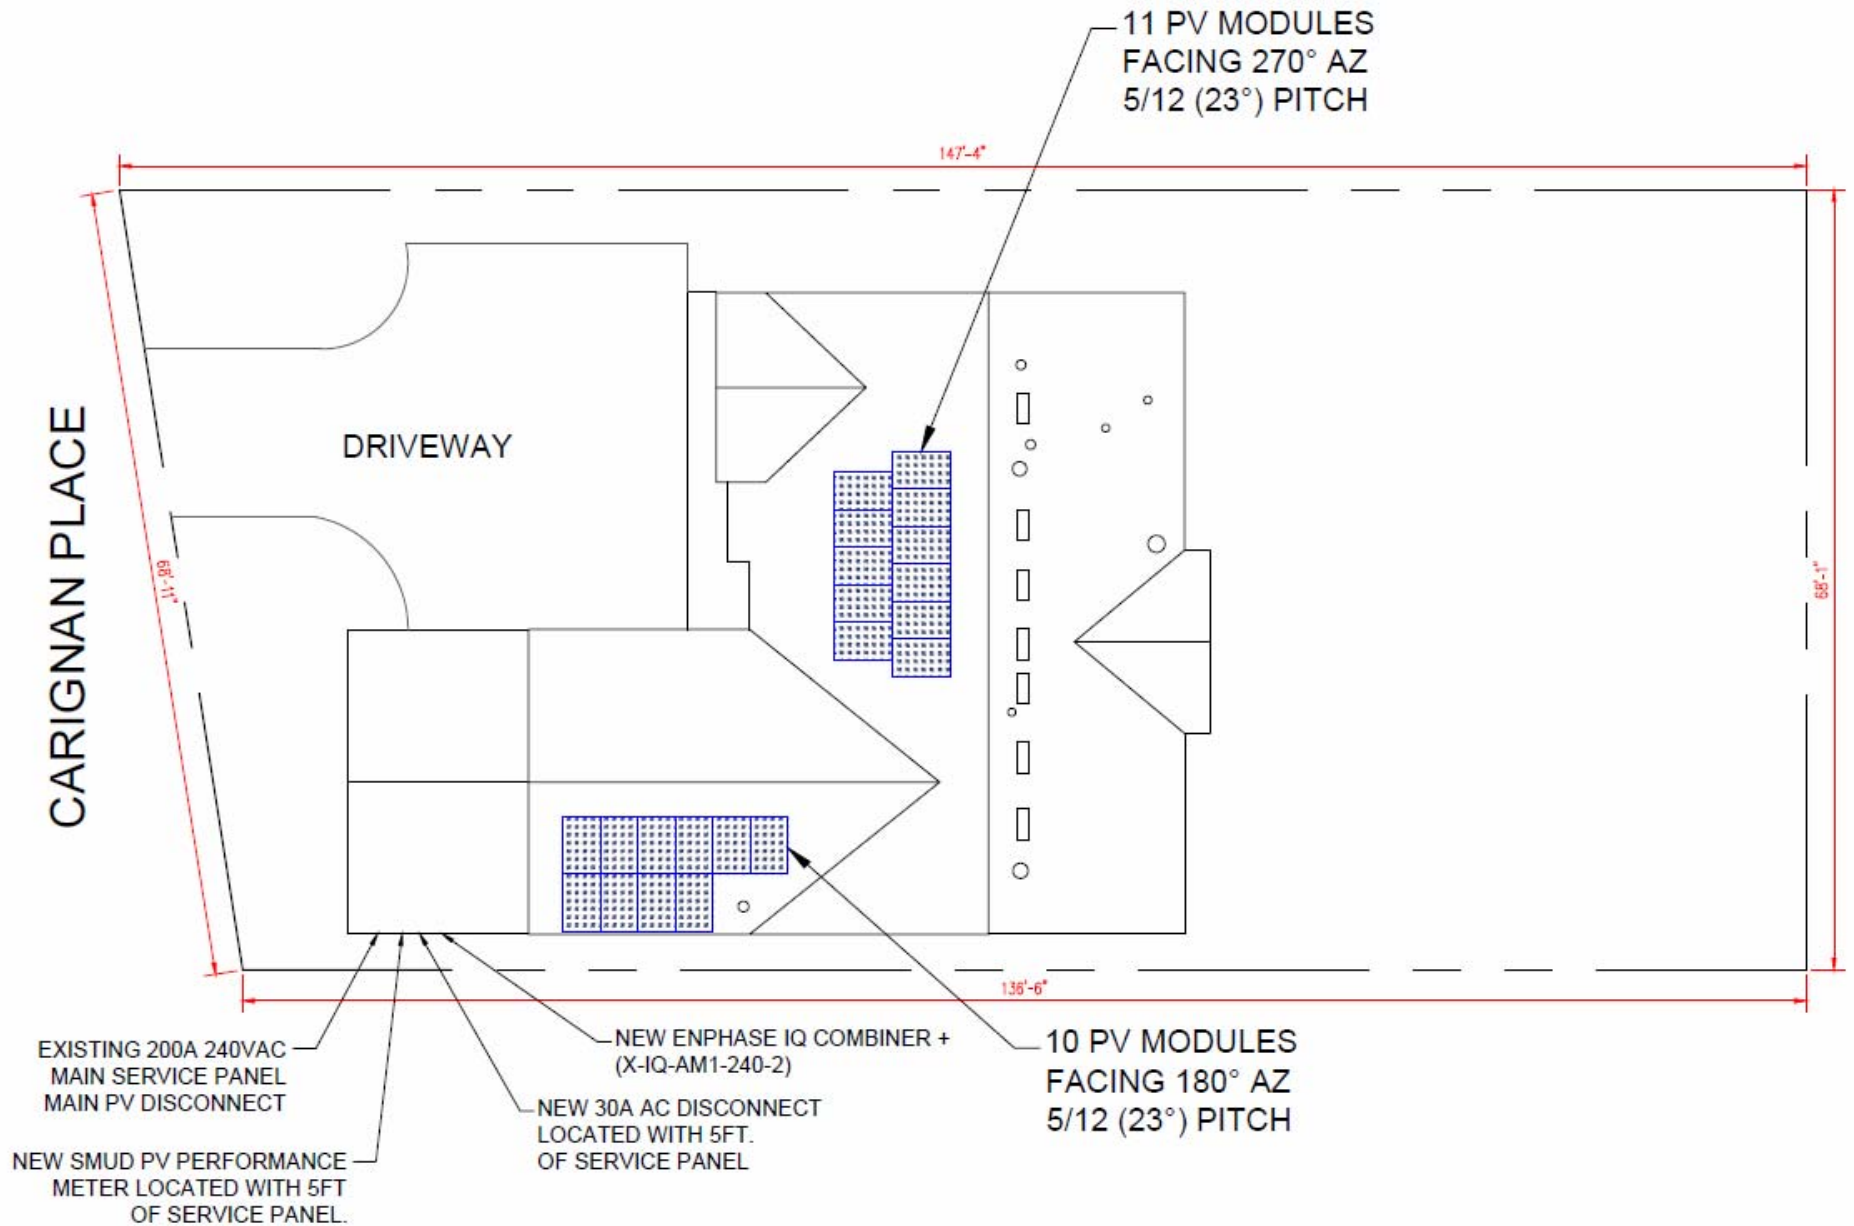 11 PV MODULES
FACING 270° AZ
5/12 (23°) PITCH
147'-4"
CARIGNAN PLACE
DRIVEWAY
68'-11"
68'-1"
136'-6"
EXISTING 200A 240VAC
MAIN SERVICE PANEL
MAIN PV DISCONNECT
NEW SMUD PV PERFORMANCE
METER LOCATED WITH 5FT
OF SERVICE PANEL.
NEW ENPHASE IQ COMBINER +
(X-IQ-AM1-240-2)
NEW 30A AC DISCONNECT
LOCATED WITH 5FT.
OF SERVICE PANEL
10 PV MODULES
FACING 180° AZ
5/12 (23°) PITCH